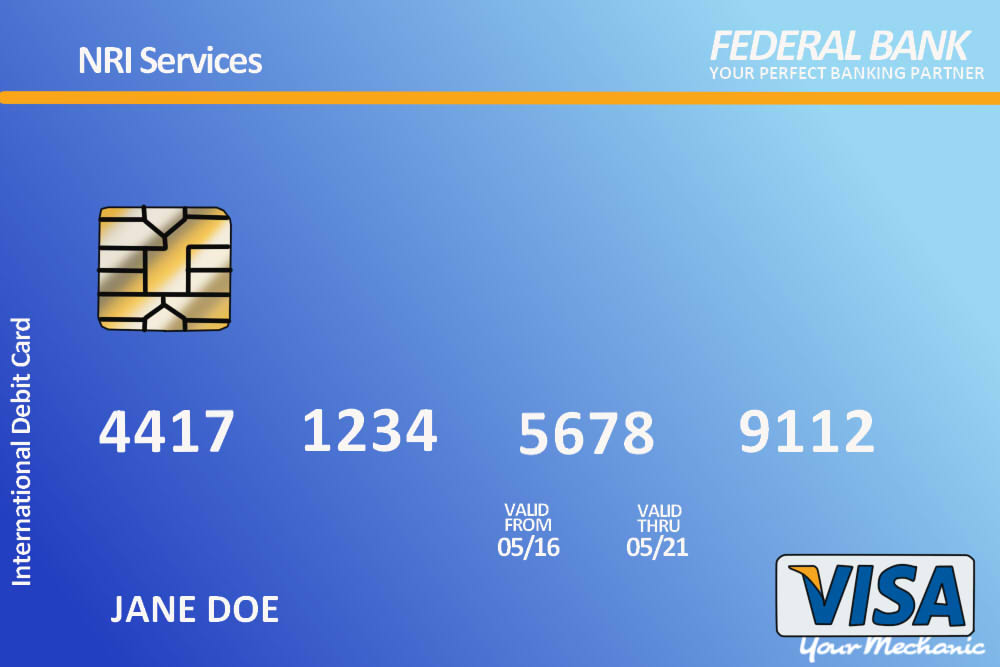 NRI Services
FEDERAL BANK
YOUR PERFECT BANKING PARTNER
International Debit Card
4417 1234 5678 9112
VALID FROM 05/16
VALID THRU 05/21
JANE DOE
VISA
YourMechanic